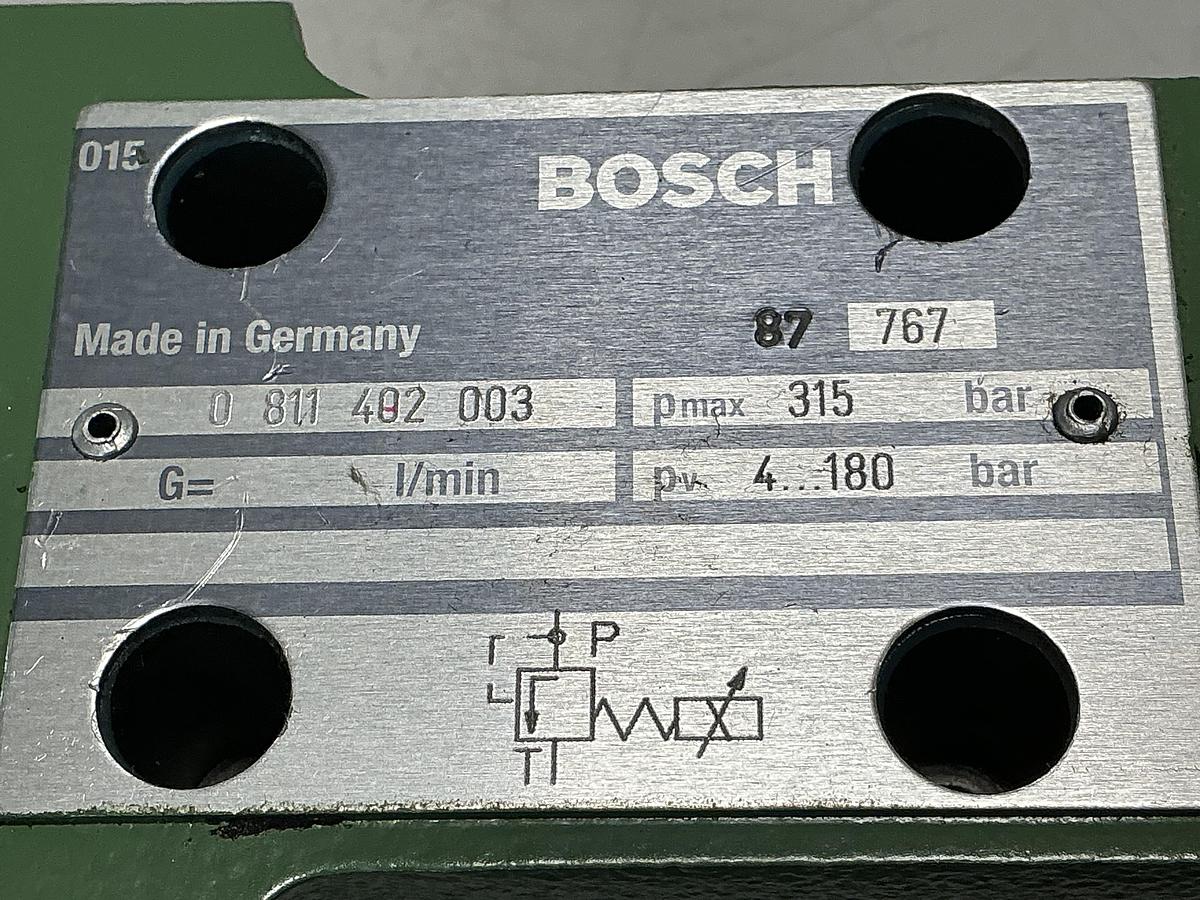 015 BOSCH
Made in Germany 87 767
0 811 402 003 pmax 315 bar
G= l/min pv 4...180 bar
P
T